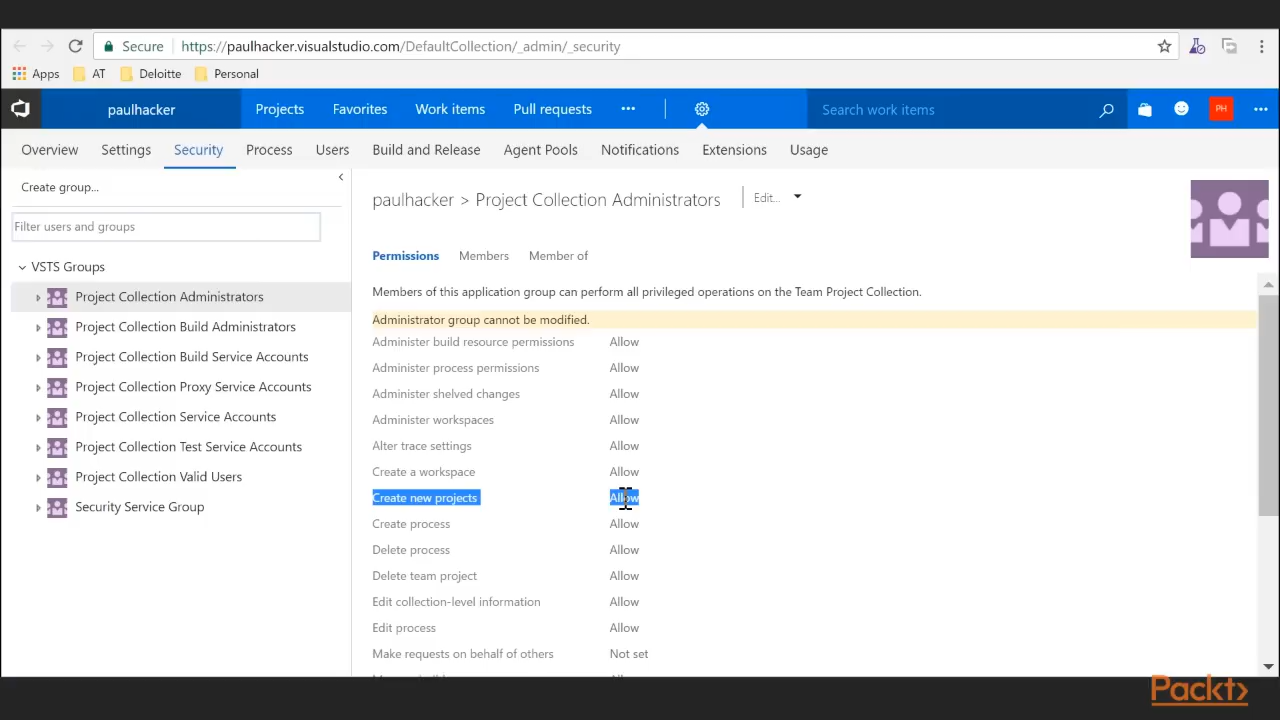 Secure https://paulhacker.visualstudio.com/DefaultCollection/_admin/_security
Apps AT Deloitte Personal
paulhacker Projects Favorites Work items Pull requests ••• Search work items PH •••
Overview Settings Security Process Users Build and Release Agent Pools Notifications Extensions Usage
Create group...
Filter users and groups
VSTS Groups
Project Collection Administrators
Project Collection Build Administrators
Project Collection Build Service Accounts
Project Collection Proxy Service Accounts
Project Collection Service Accounts
Project Collection Test Service Accounts
Project Collection Valid Users
Security Service Group
paulhacker > Project Collection Administrators Edit...
Permissions Members Member of
Members of this application group can perform all privileged operations on the Team Project Collection.
Administrator group cannot be modified.
Administer build resource permissions Allow
Administer process permissions Allow
Administer shelved changes Allow
Administer workspaces Allow
Alter trace settings Allow
Create a workspace Allow
Create new projects Allow
Create process Allow
Delete process Allow
Delete team project Allow
Edit collection-level information Allow
Edit process Allow
Make requests on behalf of others Not set
Packt>